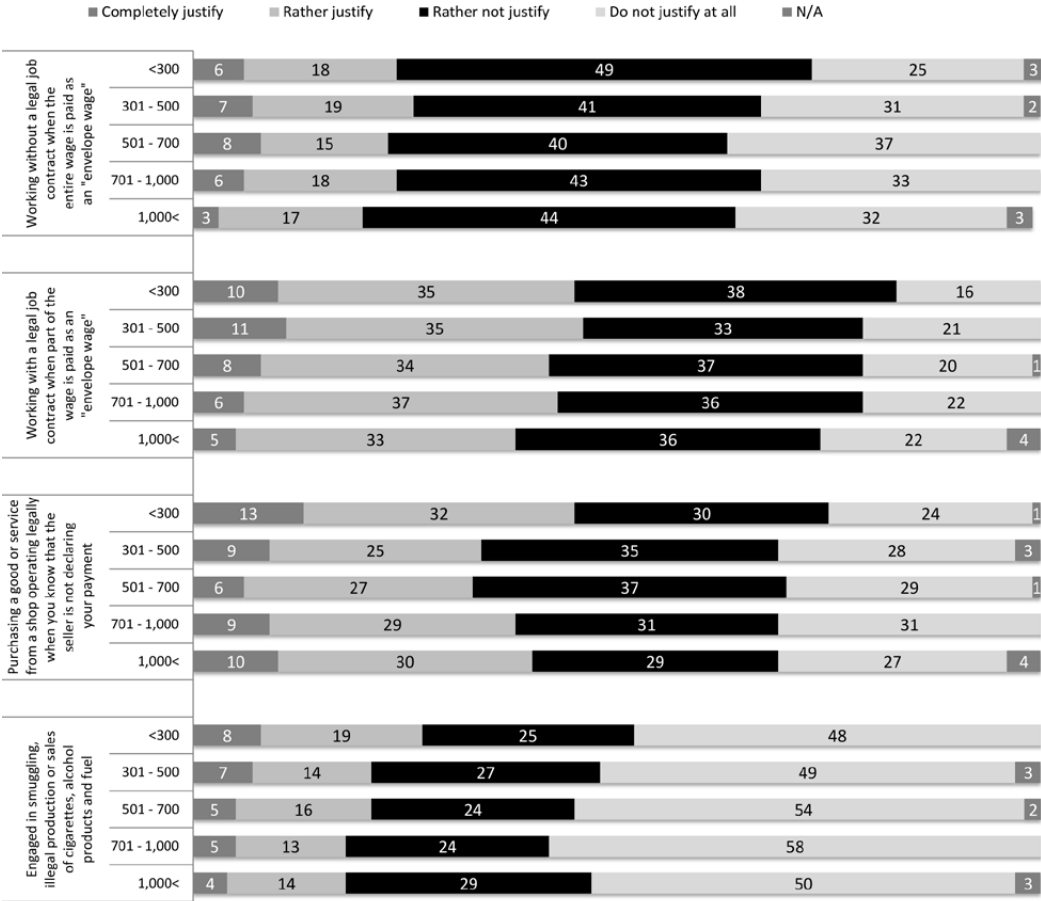 Completely justify Rather justify Rather not justify Do not justify at all N/A
Working without a legal job
contract when the
entire wage is paid as
an "envelope wage"
<300 6 18 49 25 3
301 - 500 7 19 41 31 2
501 - 700 8 15 40 37
701 - 1,000 6 18 43 33
1,000< 3 17 44 32 3
Working with a legal job
contract when part of the
wage is paid as an
"envelope wage"
<300 10 35 38 16
301 - 500 11 35 33 21
501 - 700 8 34 37 20 1
701 - 1,000 6 37 36 22
1,000< 5 33 36 22 4
Purchasing a good or service
from a shop operating legally
when you know that the
seller is not declaring
your payment
<300 13 32 30 24 1
301 - 500 9 25 35 28 3
501 - 700 6 27 37 29 1
701 - 1,000 9 29 31 31
1,000< 10 30 29 27 4
Engaged in smuggling,
illegal production or sales
of cigarettes, alcohol
products and fuel
<300 8 19 25 48
301 - 500 7 14 27 49 3
501 - 700 5 16 24 54 2
701 - 1,000 5 13 24 58
1,000< 4 14 29 50 3